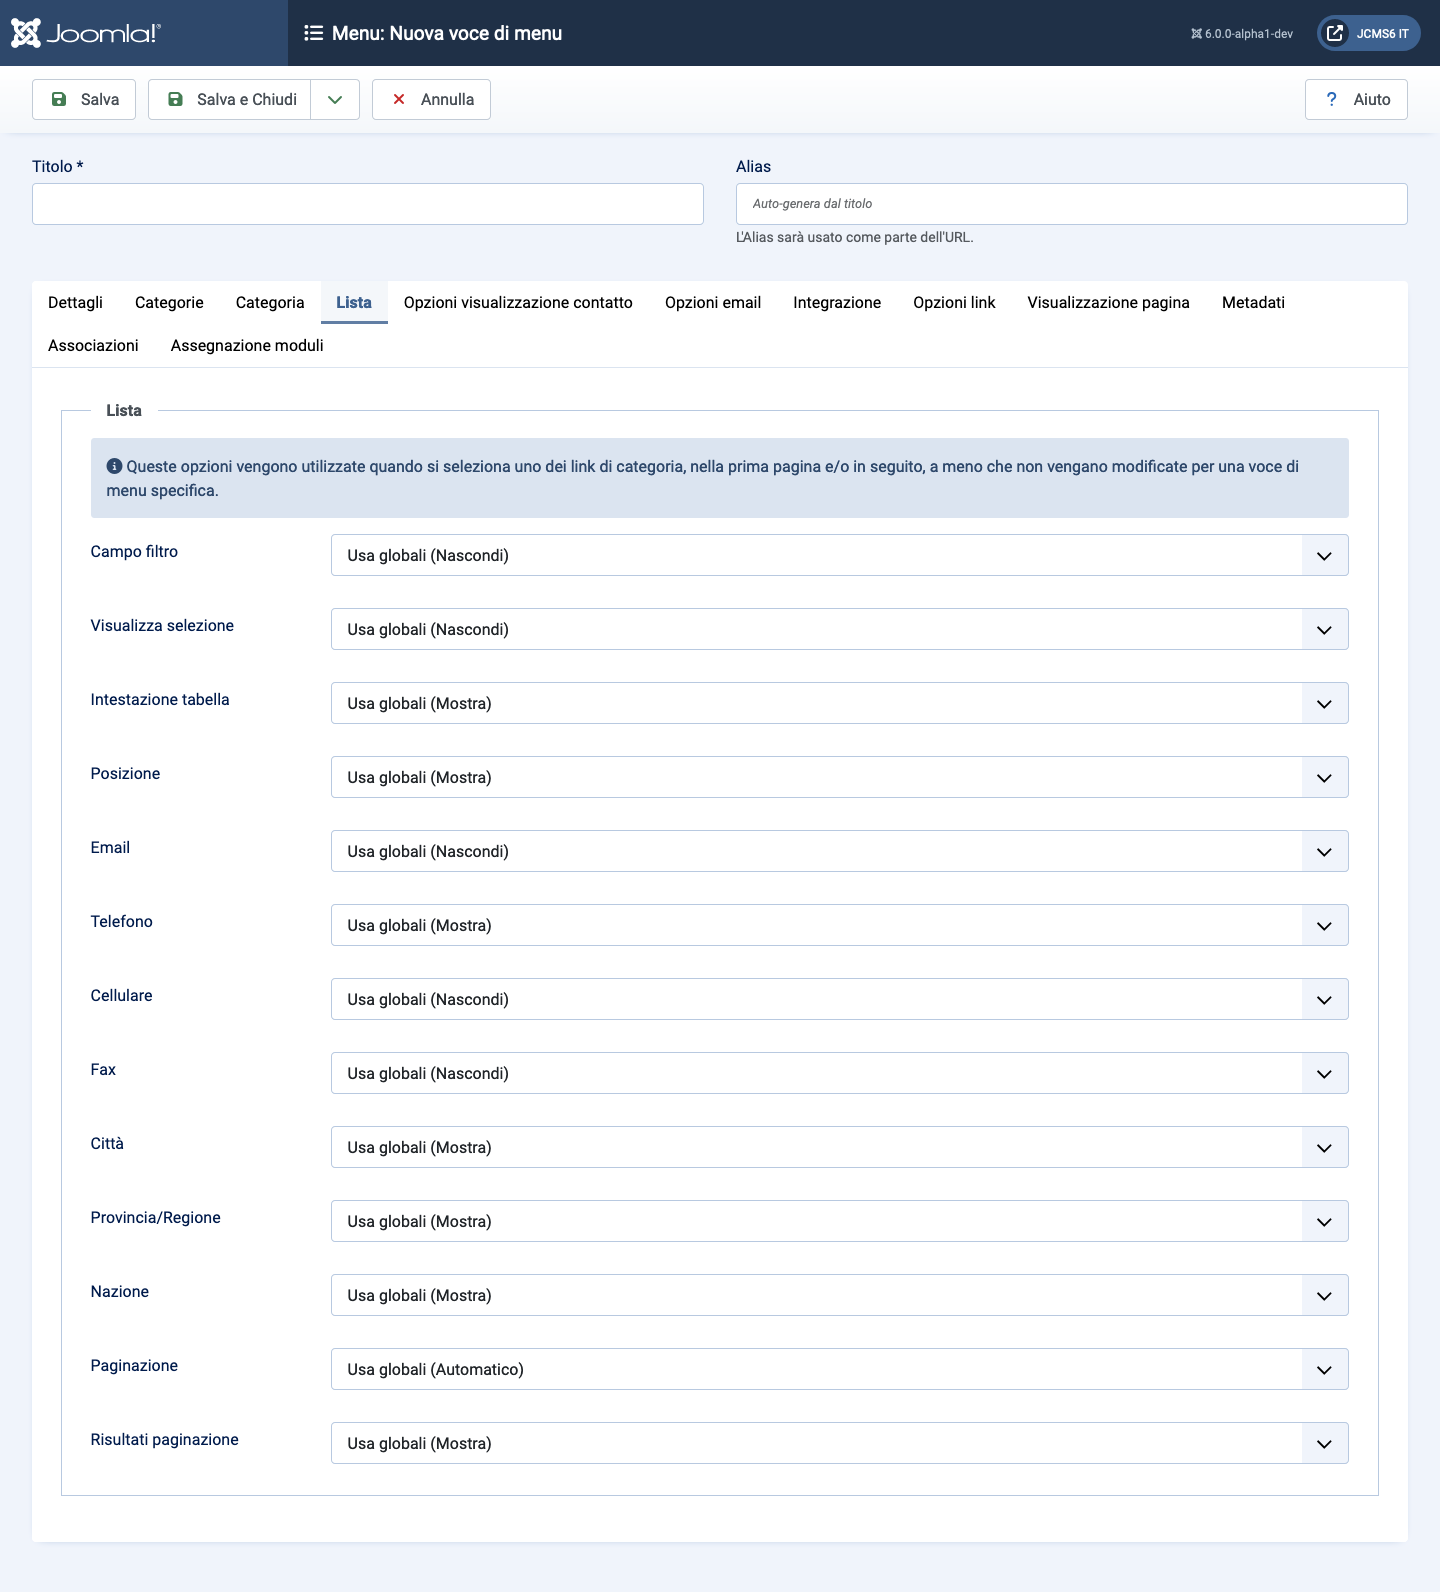 Joomla!®
Menu: Nuova voce di menu
6.0.0-alpha1-dev
JCMS6 IT
Salva
Salva e Chiudi
Annulla
? Aiuto
Titolo *
Alias
Auto-genera dal titolo
L'Alias sarà usato come parte dell'URL.
Dettagli Categorie Categoria Lista Opzioni visualizzazione contatto Opzioni email Integrazione Opzioni link Visualizzazione pagina Metadati
Associazioni Assegnazione moduli
Lista
Queste opzioni vengono utilizzate quando si seleziona uno dei link di categoria, nella prima pagina e/o in seguito, a meno che non vengano modificate per una voce di
menu specifica.
Campo filtro Usa globali (Nascondi)
Visualizza selezione Usa globali (Nascondi)
Intestazione tabella Usa globali (Mostra)
Posizione Usa globali (Mostra)
Email Usa globali (Nascondi)
Telefono Usa globali (Mostra)
Cellulare Usa globali (Nascondi)
Fax Usa globali (Nascondi)
Città Usa globali (Mostra)
Provincia/Regione Usa globali (Mostra)
Nazione Usa globali (Mostra)
Paginazione Usa globali (Automatico)
Risultati paginazione Usa globali (Mostra)